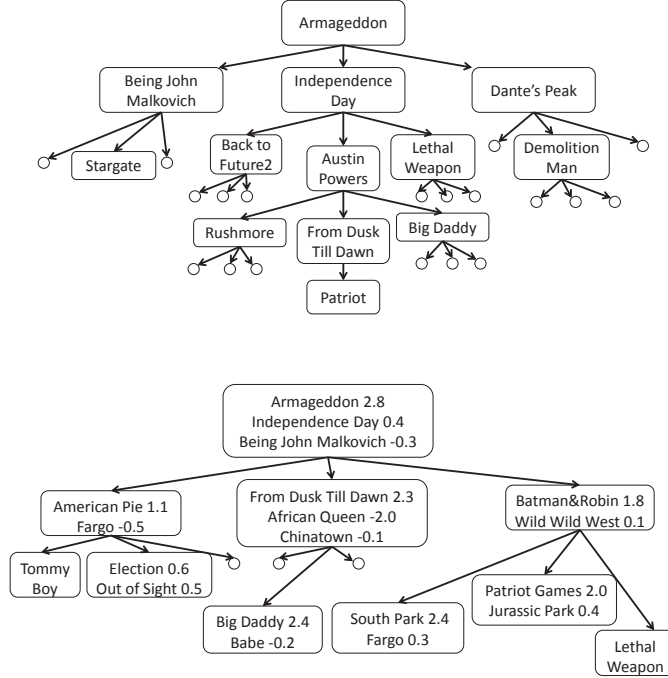 Armageddon
Being John
Malkovich
Independence
Day
Dante's Peak
Stargate
Back to
Future2
Austin
Powers
Lethal
Weapon
Demolition
Man
Rushmore
From Dusk
Till Dawn
Big Daddy
Patriot
Armageddon 2.8
Independence Day 0.4
Being John Malkovich -0.3
American Pie 1.1
Fargo -0.5
From Dusk Till Dawn 2.3
African Queen -2.0
Chinatown -0.1
Batman&Robin 1.8
Wild Wild West 0.1
Tommy
Boy
Election 0.6
Out of Sight 0.5
Big Daddy 2.4
Babe -0.2
South Park 2.4
Fargo 0.3
Patriot Games 2.0
Jurassic Park 0.4
Lethal
Weapon